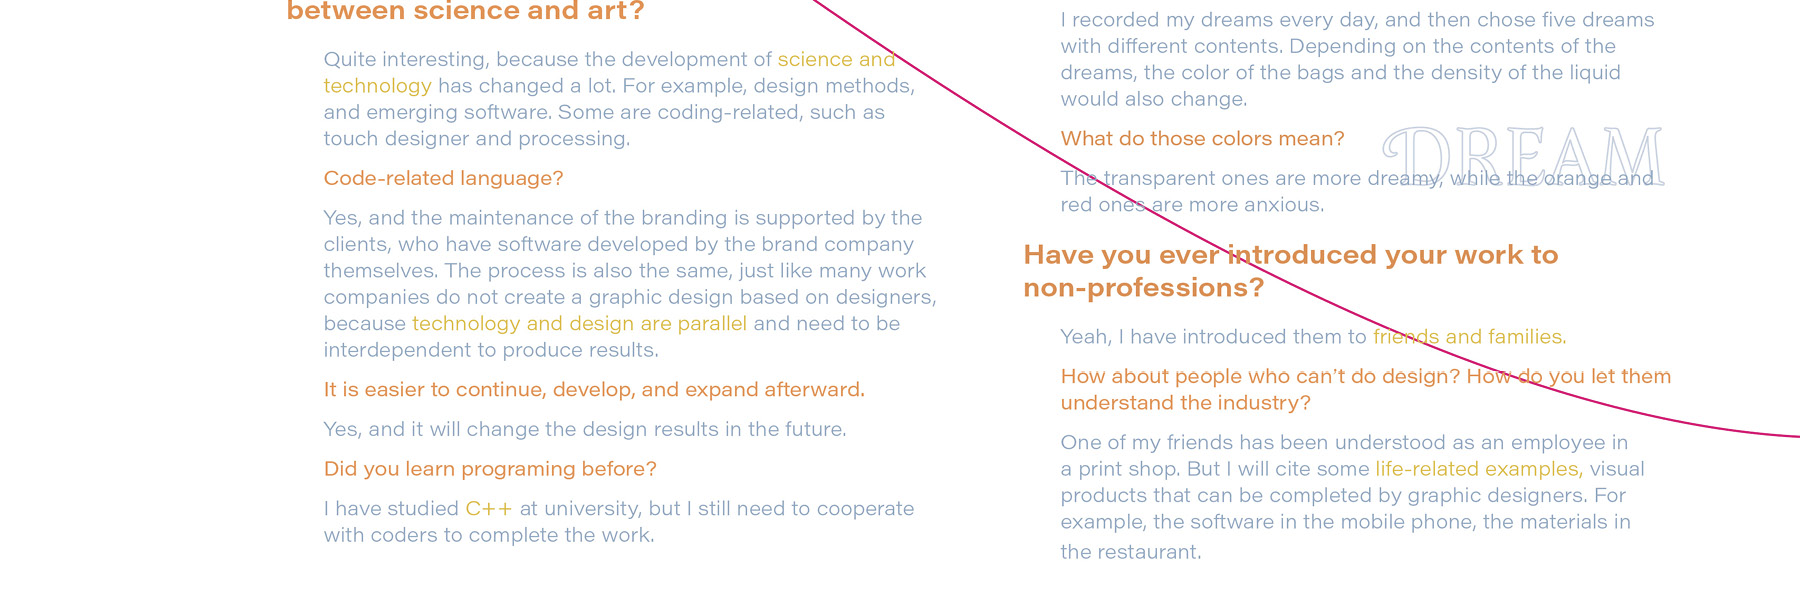 between science and art?
Quite interesting, because the development of science and
technology has changed a lot. For example, design methods,
and emerging software. Some are coding-related, such as
touch designer and processing.
Code-related language?
Yes, and the maintenance of the branding is supported by the
clients, who have software developed by the brand company
themselves. The process is also the same, just like many work
companies do not create a graphic design based on designers,
because technology and design are parallel and need to be
interdependent to produce results.
It is easier to continue, develop, and expand afterward.
Yes, and it will change the design results in the future.
Did you learn programing before?
I have studied C++ at university, but I still need to cooperate
with coders to complete the work.
I recorded my dreams every day, and then chose five dreams
with different contents. Depending on the contents of the
dreams, the color of the bags and the density of the liquid
would also change.
What do those colors mean?
DREAM
The transparent ones are more dreamy, while the orange and
red ones are more anxious.
Have you ever introduced your work to
non-professions?
Yeah, I have introduced them to friends and families.
How about people who can't do design? How do you let them
understand the industry?
One of my friends has been understood as an employee in
a print shop. But I will cite some life-related examples, visual
products that can be completed by graphic designers. For
example, the software in the mobile phone, the materials in
the restaurant.